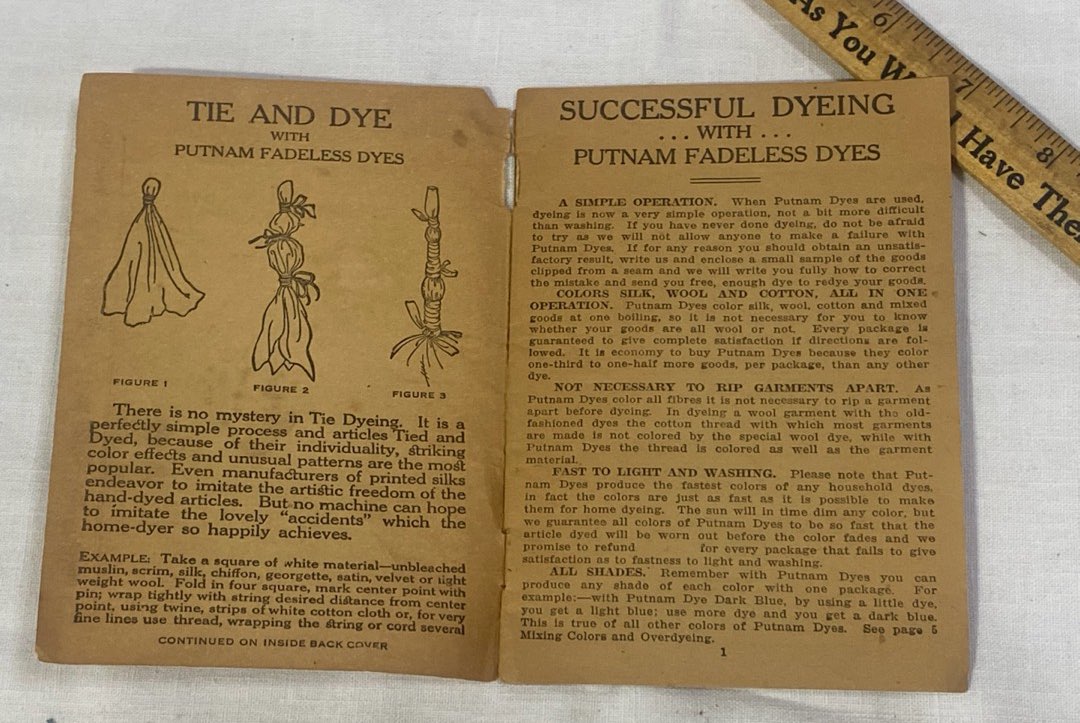 TIE AND DYE
WITH
PUTNAM FADELESS DYES
FIGURE 1
FIGURE 2
FIGURE 3
There is no mystery in Tie Dyeing. It is a
perfectly simple process and articles Tied and
Dyed, because of their individuality, striking
color effects and unusual patterns are the most
popular. Even manufacturers of printed silks
endeavor to imitate the artistic freedom of the
hand-dyed articles. But no machine can hope
to imitate the lovely "accidents" which the
home-dyer so happily achieves.
EXAMPLE: Take a square of white material—unbleached
muslin, scrim, silk, chiffon, georgette, satin, velvet or light
weight wool. Fold in four square, mark center point with
pin; wrap tightly with string desired distance from center
point, using twine, strips of white cotton cloth or, for very
fine lines use thread, wrapping the string or cord several
CONTINUED ON INSIDE BACK COVER
SUCCESSFUL DYEING
... WITH ...
PUTNAM FADELESS DYES
A SIMPLE OPERATION. When Putnam Dyes are used,
dyeing is now a very simple operation, not a bit more difficult
than washing. If you have never done dyeing, do not be afraid
to try as we will not allow anyone to make a failure with
Putnam Dyes. If for any reason you should obtain an unsatis-
factory result, write us and enclose a small sample of the goods
clipped from a seam and we will write you fully how to correct
the mistake and send you free, enough dye to redye your goods.
COLORS SILK, WOOL AND COTTON, ALL IN ONE
OPERATION. Putnam Dyes color silk, wool, cotton and mixed
goods at one boiling, so it is not necessary for you to know
whether your goods are all wool or not. Every package is
guaranteed to give complete satisfaction if directions are fol-
lowed. It is economy to buy Putnam Dyes because they color
one-third to one-half more goods, per package, than any other
dye.
NOT NECESSARY TO RIP GARMENTS APART. As
Putnam Dyes color all fibres it is not necessary to rip a garment
apart before dyeing. In dyeing a wool garment with the old-
fashioned dyes the cotton thread with which most garments
are made is not colored by the special wool dye, while with
Putnam Dyes the thread is colored as well as the garment
material.
FAST TO LIGHT AND WASHING. Please note that Put-
nam Dyes produce the fastest colors of any household dyes,
in fact the colors are just as fast as it is possible to make
them for home dyeing. The sun will in time dim any color, but
we guarantee all colors of Putnam Dyes to be so fast that the
article dyed will be worn out before the color fades and we
promise to refund for every package that fails to give
satisfaction as to fastness to light and washing.
ALL SHADES. Remember with Putnam Dyes you can
produce any shade of each color with one package. For
example:—with Putnam Dye Dark Blue, by using a little dye,
you get a light blue; use more dye and you get a dark blue.
This is true of all other colors of Putnam Dyes. See page 5
Mixing Colors and Overdyeing.
1
6
7
8
As You
Have